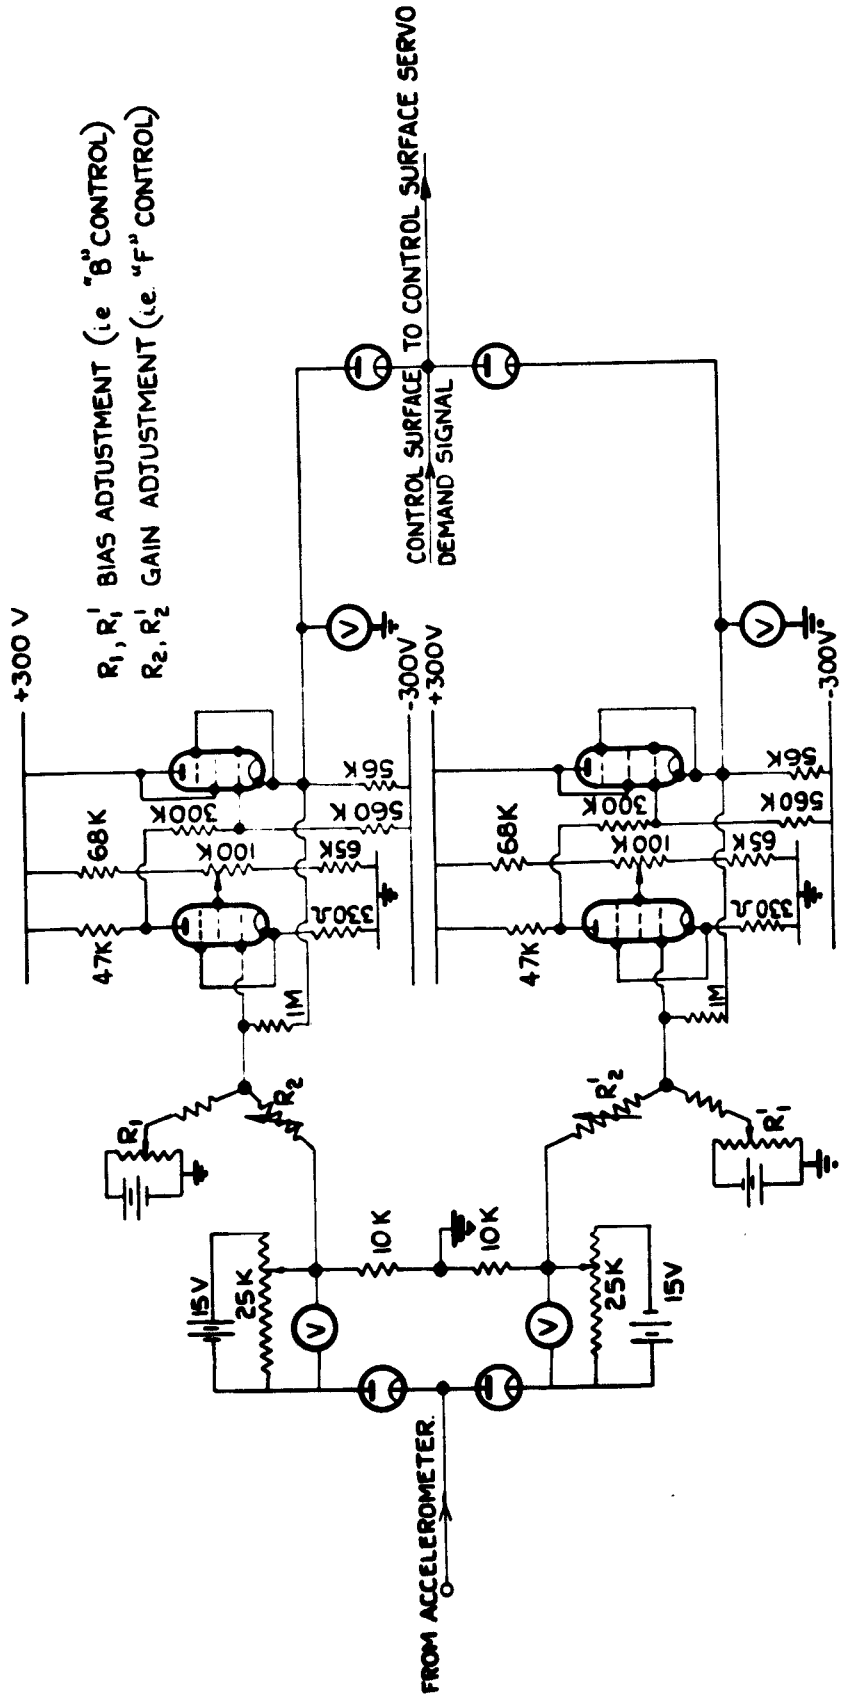 R₁, R₁' BIAS ADJUSTMENT (i.e "B" CONTROL)
R₂, R₂' GAIN ADJUSTMENT (i.e. "F" CONTROL)
+300 V
47K
68K
300K
100K
330Ω
65K
560K
56K
1M
-300V
V
R₁
R₂
15V
25K
V
10K
FROM ACCELEROMETER.
CONTROL SURFACE
DEMAND SIGNAL
TO CONTROL SURFACE SERVO
10K
V
25K
15V
R₂'
R₁'
+300V
47K
68K
300K
100K
330Ω
65K
560K
56K
1M
-300V
V